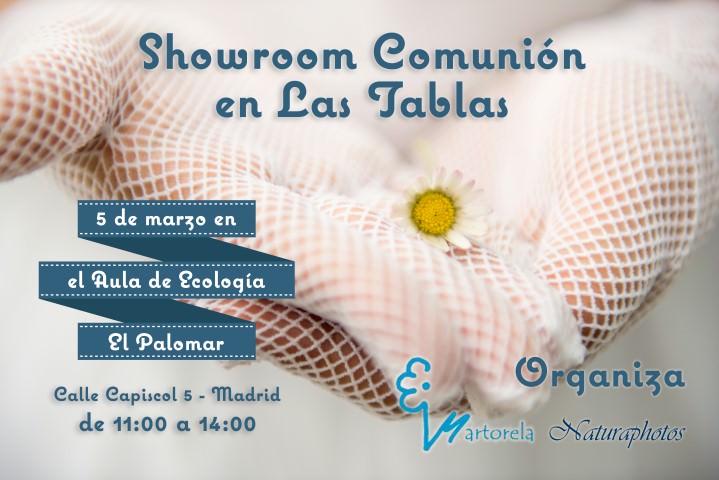 Showroom Comunión
en Las Tablas
5 de marzo en
el Aula de Ecología
El Palomar
Calle Capiscol 5 - Madrid
de 11:00 a 14:00
Organiza
Martorela
Naturaphotos